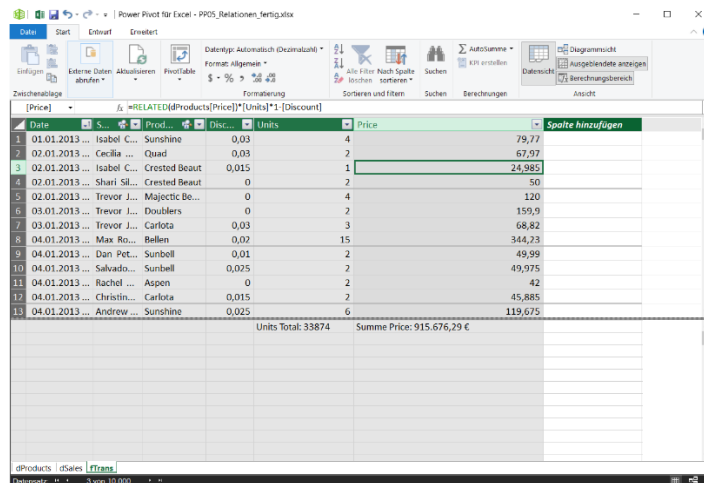 Power Pivot für Excel - PP05_Relationen_fertig.xlsx
Datei Start Entwurf Erweitert
Einfügen
Externe Daten abrufen
Aktualisieren
PivotTable
Datentyp: Automatisch (Dezimalzahl)
Format: Allgemein
$ - % ,
Alle Filter löschen
Nach Spalte sortieren
Suchen
AutoSumme
KPI erstellen
Datensicht
Diagrammsicht
Ausgeblendete anzeigen
Berechnungsbereich
Zwischenablage Formatierung Sortieren und filtern Suchen Berechnungen Ansicht
[Price] fx =RELATED(dProducts[Price])*[Units]*1-[Discount]
Date S... Prod... Disc... Units Price Spalte hinzufügen
1 01.01.2013 ... Isabel C... Sunshine 0,03 4 79,77
2 02.01.2013 ... Cecilia ... Quad 0,03 2 67,97
3 02.01.2013 ... Isabel C... Crested Beaut 0,015 1 24,985
4 02.01.2013 ... Shari Sil... Crested Beaut 0 2 50
5 02.01.2013 ... Trevor J... Majectic Be... 0 4 120
6 03.01.2013 ... Trevor J... Doublers 0 2 159,9
7 03.01.2013 ... Trevor J... Carlota 0,03 3 68,82
8 04.01.2013 ... Max Ro... Bellen 0,02 15 344,23
9 04.01.2013 ... Dan Pet... Sunbell 0,01 2 49,99
10 04.01.2013 ... Salvado... Sunbell 0,025 2 49,975
11 04.01.2013 ... Rachel ... Aspen 0 2 42
12 04.01.2013 ... Christin... Carlota 0,015 2 45,885
13 04.01.2013 ... Andrew ... Sunshine 0,025 6 119,675
Units Total: 33874 Summe Price: 915.676,29 €
dProducts dSales fTrans
Datensatz: 3 von 10.000